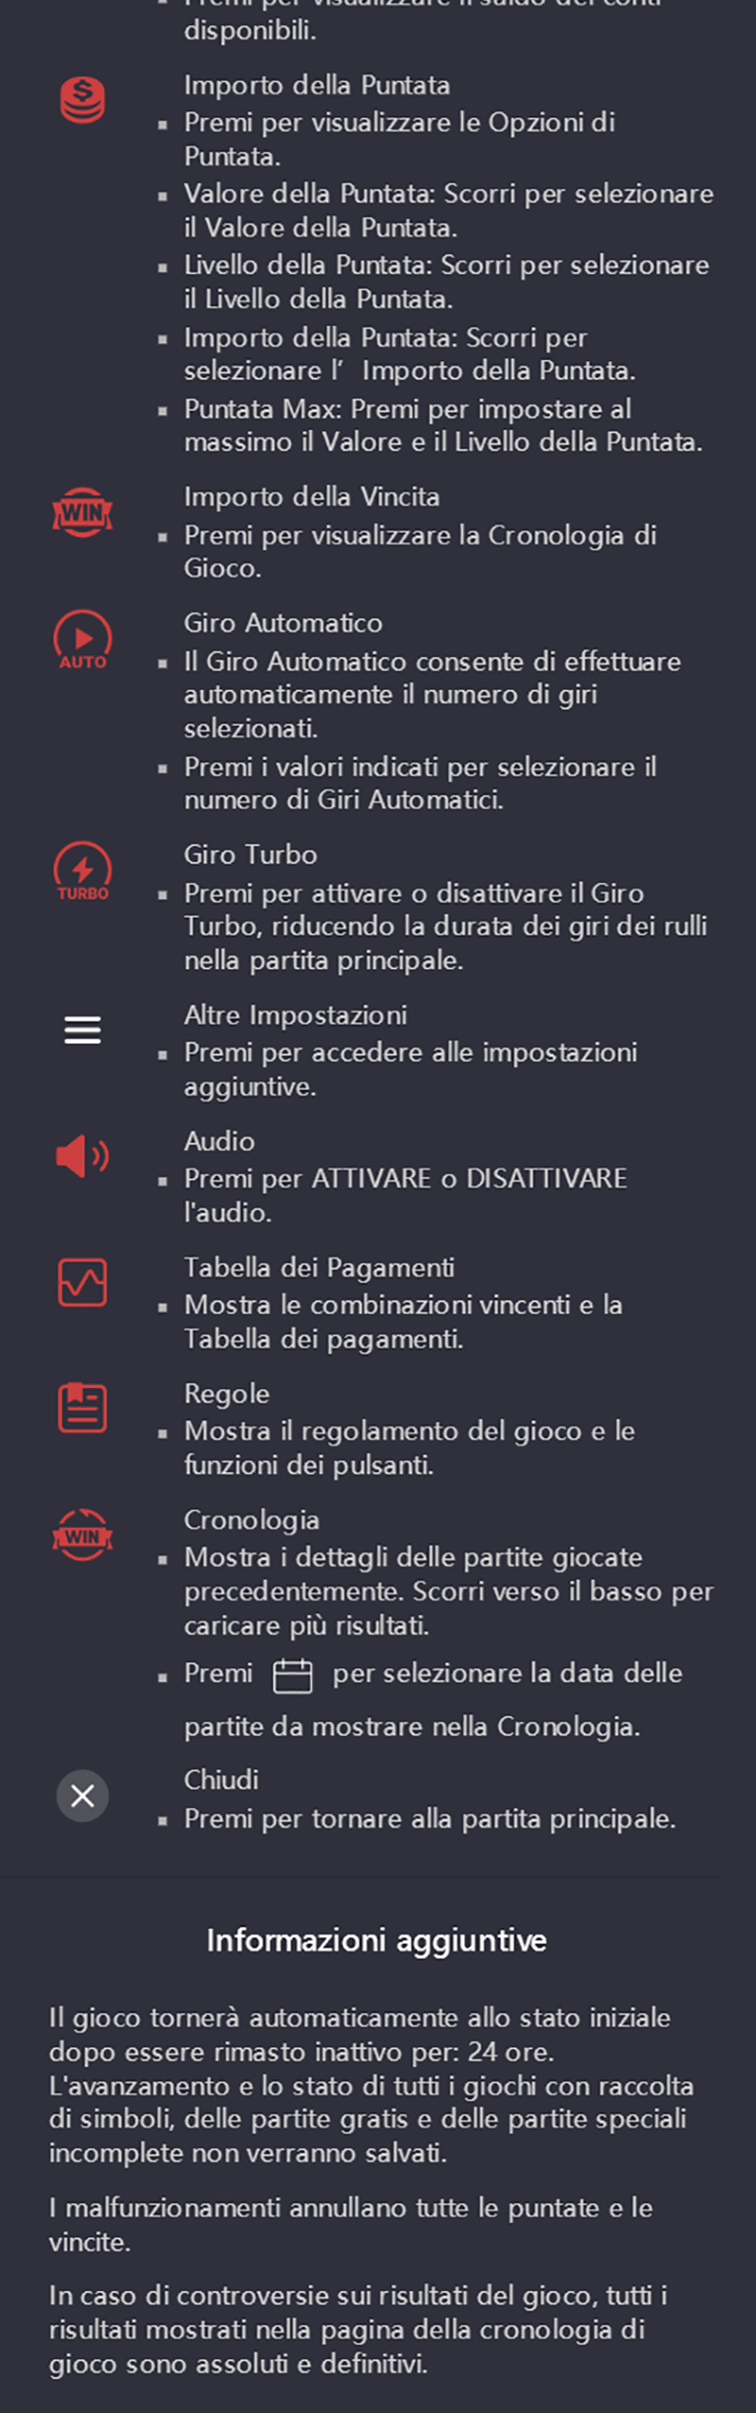 Premi per visualizzare il saldo dei conti
disponibili.
Importo della Puntata
Premi per visualizzare le Opzioni di
Puntata.
Valore della Puntata: Scorri per selezionare
il Valore della Puntata.
Livello della Puntata: Scorri per selezionare
il Livello della Puntata.
Importo della Puntata: Scorri per
selezionare l’ Importo della Puntata.
Puntata Max: Premi per impostare al
massimo il Valore e il Livello della Puntata.
WIN
Importo della Vincita
Premi per visualizzare la Cronologia di
Gioco.
AUTO
Giro Automatico
Il Giro Automatico consente di effettuare
automaticamente il numero di giri
selezionati.
Premi i valori indicati per selezionare il
numero di Giri Automatici.
TURBO
Giro Turbo
Premi per attivare o disattivare il Giro
Turbo, riducendo la durata dei giri dei rulli
nella partita principale.
Altre Impostazioni
Premi per accedere alle impostazioni
aggiuntive.
Audio
Premi per ATTIVARE o DISATTIVARE
l'audio.
Tabella dei Pagamenti
Mostra le combinazioni vincenti e la
Tabella dei pagamenti.
Regole
Mostra il regolamento del gioco e le
funzioni dei pulsanti.
WIN
Cronologia
Mostra i dettagli delle partite giocate
precedentemente. Scorri verso il basso per
caricare più risultati.
Premi per selezionare la data delle
partite da mostrare nella Cronologia.
Chiudi
Premi per tornare alla partita principale.
Informazioni aggiuntive
Il gioco tornerà automaticamente allo stato iniziale
dopo essere rimasto inattivo per: 24 ore.
L'avanzamento e lo stato di tutti i giochi con raccolta
di simboli, delle partite gratis e delle partite speciali
incomplete non verranno salvati.
I malfunzionamenti annullano tutte le puntate e le
vincite.
In caso di controversie sui risultati del gioco, tutti i
risultati mostrati nella pagina della cronologia di
gioco sono assoluti e definitivi.